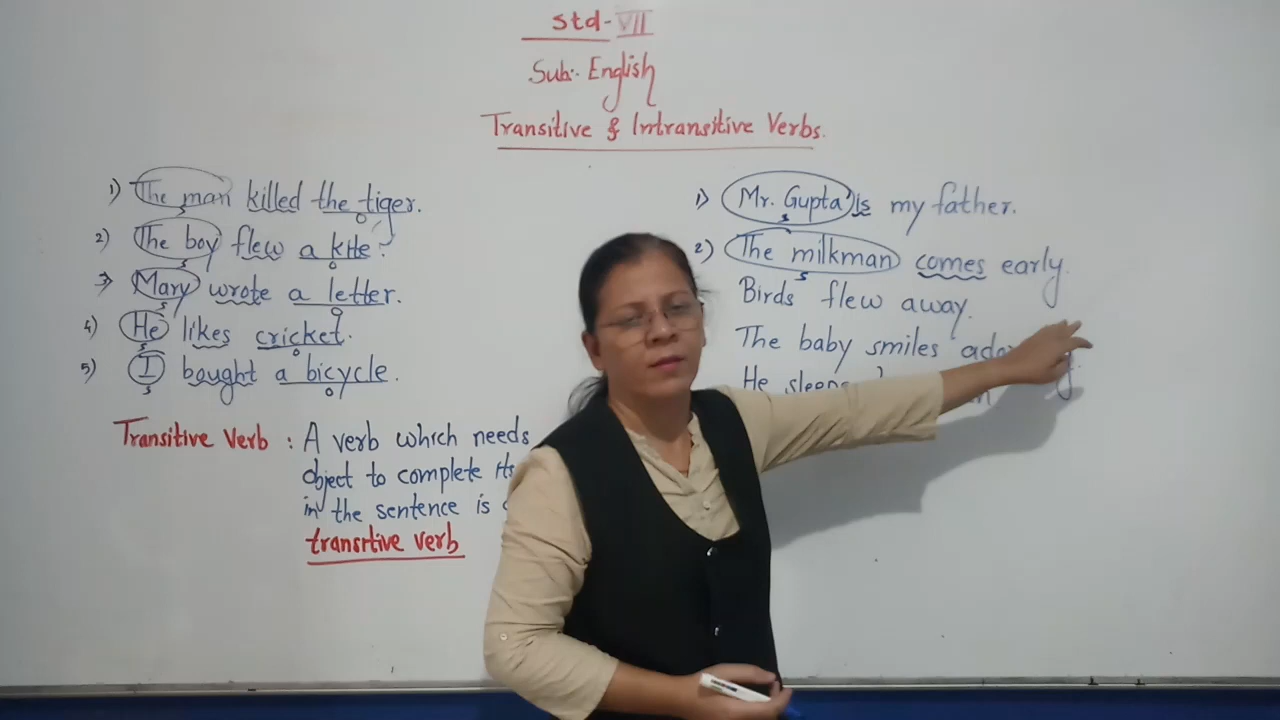 Std-VII
Sub:- English
Transitive & Intransitive Verbs.
1) The man killed the tiger.
S O
2) The boy flew a kite.
S O
3) Mary wrote a letter.
S O
4) He likes cricket.
S O
5) I bought a bicycle.
S O
Transitive Verb : A verb which needs
object to complete its
in the sentence is
transitive verb
1) Mr. Gupta is my father.
S
2) The milkman comes early.
S
Birds flew away.
The baby smiles
He sleeps